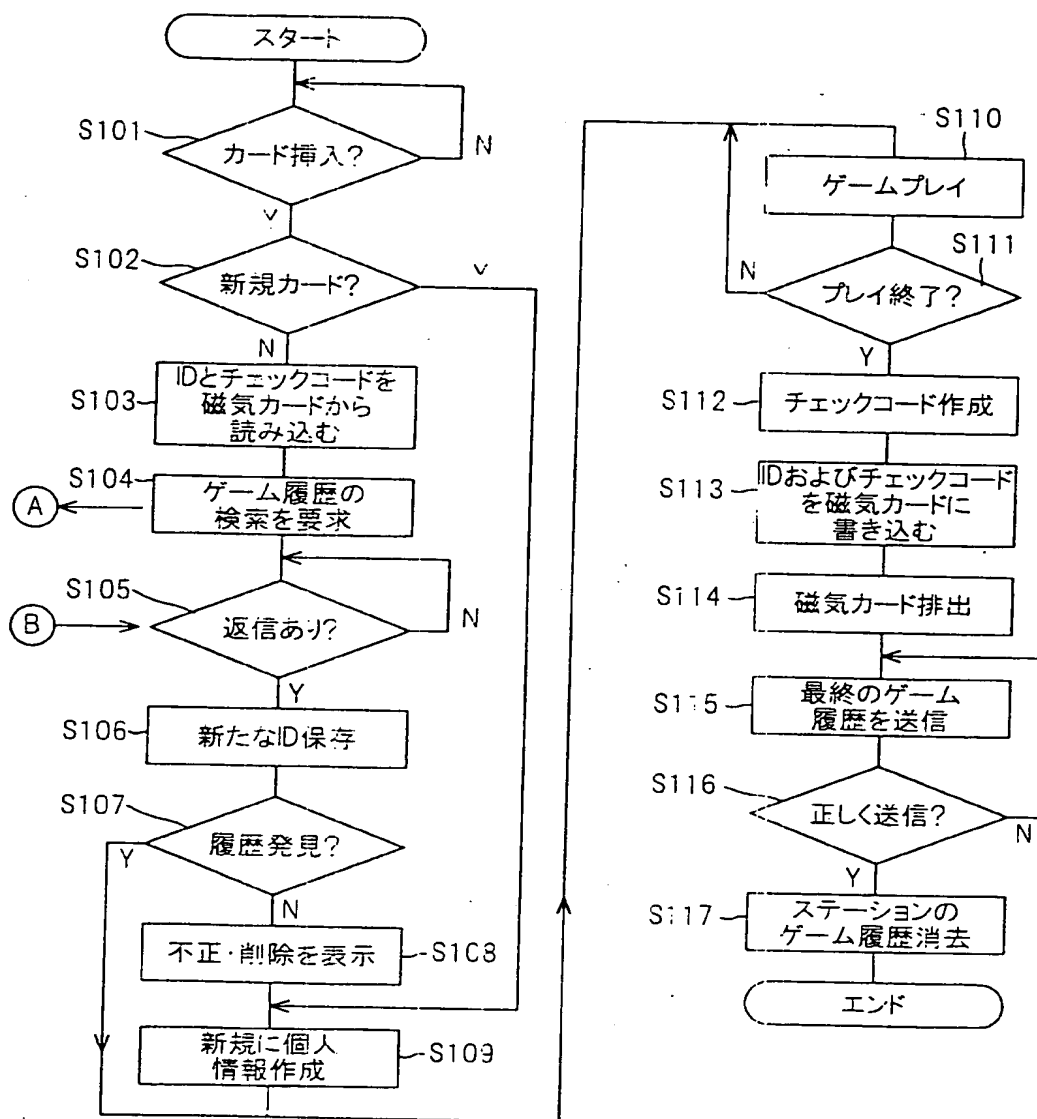 スタート
S101
カード挿入?
N
Y
S102
新規カード?
Y
N
S103
IDとチェックコードを
磁気カードから
読み込む
S104
ゲーム履歴の
検索を要求
A
S105
返信あり?
N
B
Y
S106
新たなID保存
S107
履歴発見?
Y
N
不正・削除を表示
S108
新規に個人
情報作成
S109
S110
ゲームプレイ
S111
N
プレイ終了?
Y
S112
チェックコード作成
S113
IDおよびチェックコード
を磁気カードに
書き込む
S114
磁気カード排出
S115
最終のゲーム
履歴を送信
S116
正しく送信?
N
Y
S117
ステーションの
ゲーム履歴消去
エンド